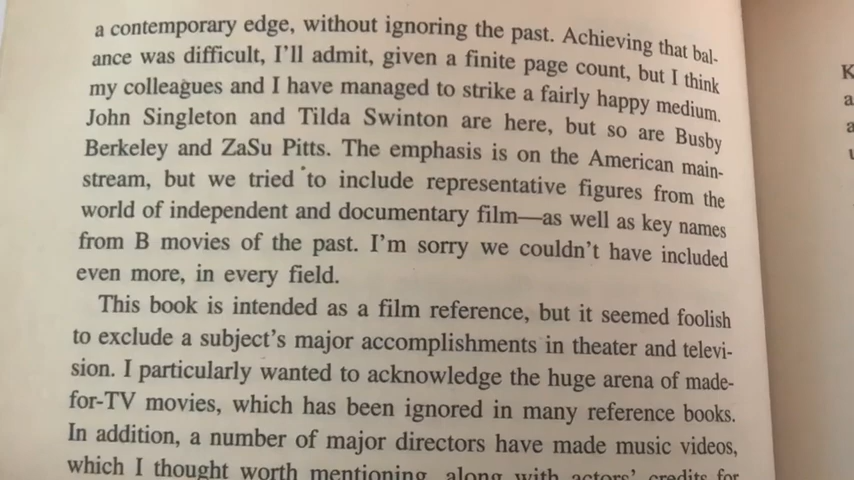 a contemporary edge, without ignoring the past. Achieving that bal-
ance was difficult, I'll admit, given a finite page count, but I think
my colleagues and I have managed to strike a fairly happy medium.
John Singleton and Tilda Swinton are here, but so are Busby
Berkeley and ZaSu Pitts. The emphasis is on the American main-
stream, but we tried to include representative figures from the
world of independent and documentary film—as well as key names
from B movies of the past. I'm sorry we couldn't have included
even more, in every field.
This book is intended as a film reference, but it seemed foolish
to exclude a subject's major accomplishments in theater and televi-
sion. I particularly wanted to acknowledge the huge arena of made-
for-TV movies, which has been ignored in many reference books.
In addition, a number of major directors have made music videos,
which I thought worth mentioning, along with actors' credits for